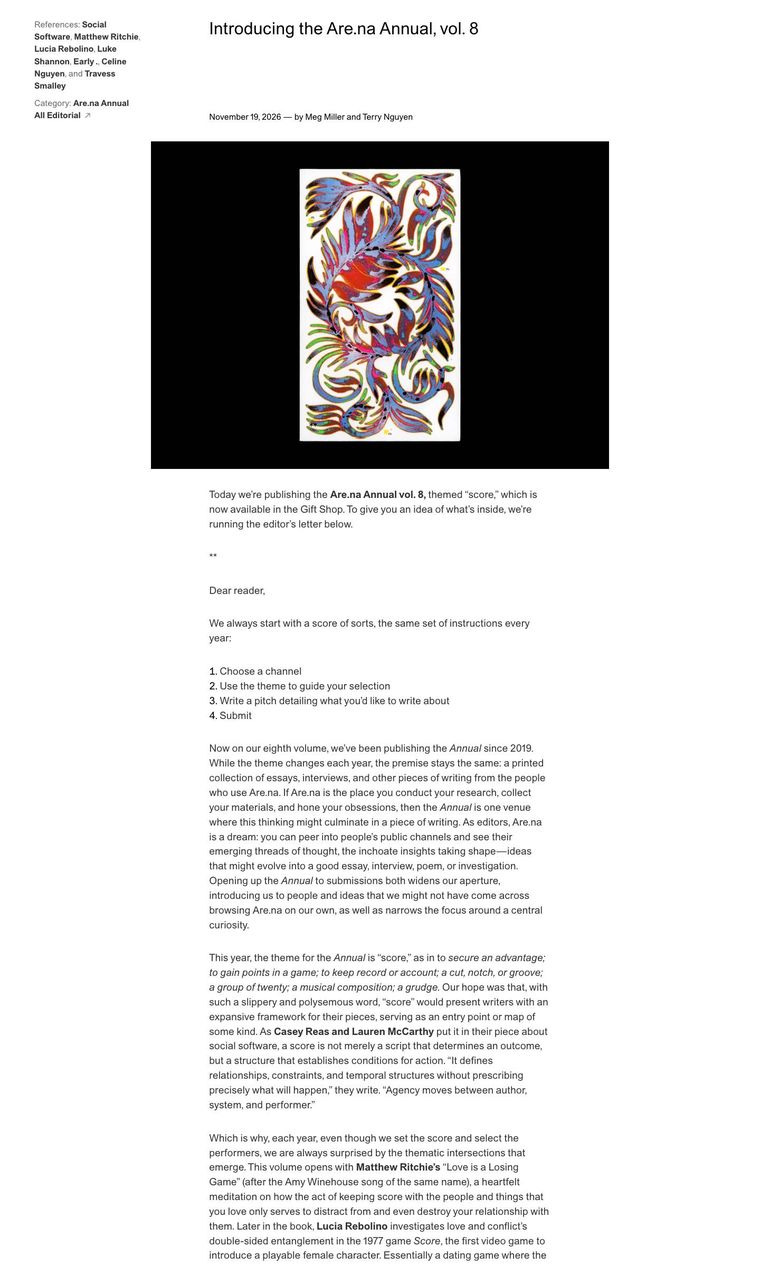 References: Social
Software, Matthew Ritchie,
Lucia Rebolino, Luke
Shannon, Early ., Celine
Nguyen, and Travess
Smalley
Category: Are.na Annual
All Editorial ↗
Introducing the Are.na Annual, vol. 8
November 19, 2026 — by Meg Miller and Terry Nguyen
Today we’re publishing the Are.na Annual vol. 8, themed “score,” which is
now available in the Gift Shop. To give you an idea of what’s inside, we’re
running the editor’s letter below.
**
Dear reader,
We always start with a score of sorts, the same set of instructions every
year:
1. Choose a channel
2. Use the theme to guide your selection
3. Write a pitch detailing what you’d like to write about
4. Submit
Now on our eighth volume, we’ve been publishing the Annual since 2019.
While the theme changes each year, the premise stays the same: a printed
collection of essays, interviews, and other pieces of writing from the people
who use Are.na. If Are.na is the place you conduct your research, collect
your materials, and hone your obsessions, then the Annual is one venue
where this thinking might culminate in a piece of writing. As editors, Are.na
is a dream: you can peer into people’s public channels and see their
emerging threads of thought, the inchoate insights taking shape—ideas
that might evolve into a good essay, interview, poem, or investigation.
Opening up the Annual to submissions both widens our aperture,
introducing us to people and ideas that we might not have come across
browsing Are.na on our own, as well as narrows the focus around a central
curiosity.
This year, the theme for the Annual is “score,” as in to secure an advantage;
to gain points in a game; to keep record or account; a cut, notch, or groove;
a group of twenty; a musical composition; a grudge. Our hope was that, with
such a slippery and polysemous word, “score” would present writers with an
expansive framework for their pieces, serving as an entry point or map of
some kind. As Casey Reas and Lauren McCarthy put it in their piece about
social software, a score is not merely a script that determines an outcome,
but a structure that establishes conditions for action. “It defines
relationships, constraints, and temporal structures without prescribing
precisely what will happen,” they write. “Agency moves between author,
system, and performer.”
Which is why, each year, even though we set the score and select the
performers, we are always surprised by the thematic intersections that
emerge. This volume opens with Matthew Ritchie’s “Love is a Losing
Game” (after the Amy Winehouse song of the same name), a heartfelt
meditation on how the act of keeping score with the people and things that
you love only serves to distract from and even destroy your relationship with
them. Later in the book, Lucia Rebolino investigates love and conflict’s
double-sided entanglement in the 1977 game Score, the first video game to
introduce a playable female character. Essentially a dating game where the